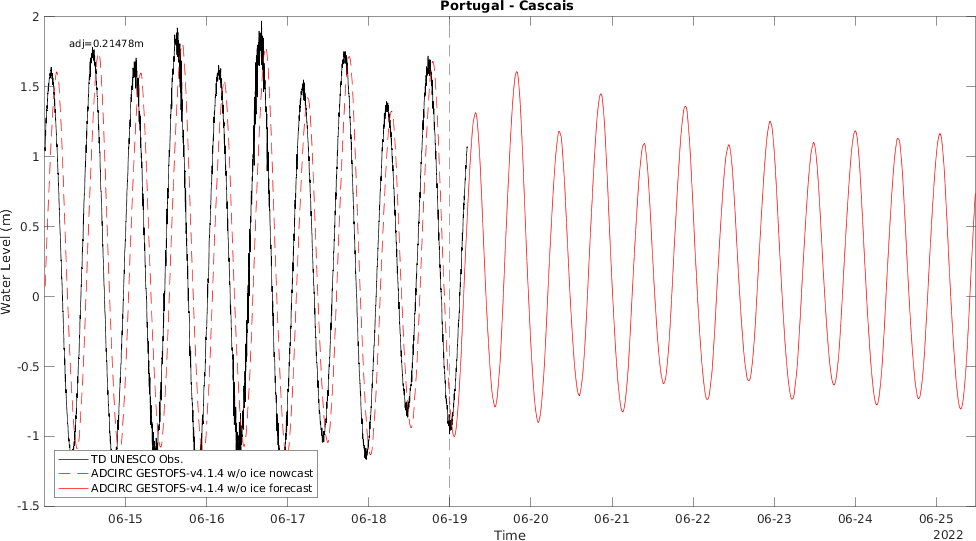 Portugal - Cascais
adj=0.21478m
2
1.5
1
0.5
0
-0.5
-1
-1.5
Water Level (m)
TD UNESCO Obs.
ADCIRC GESTOFS-v4.1.4 w/o ice nowcast
ADCIRC GESTOFS-v4.1.4 w/o ice forecast
06-15 06-16 06-17 06-18 06-19 06-20 06-21 06-22 06-23 06-24 06-25
Time
2022